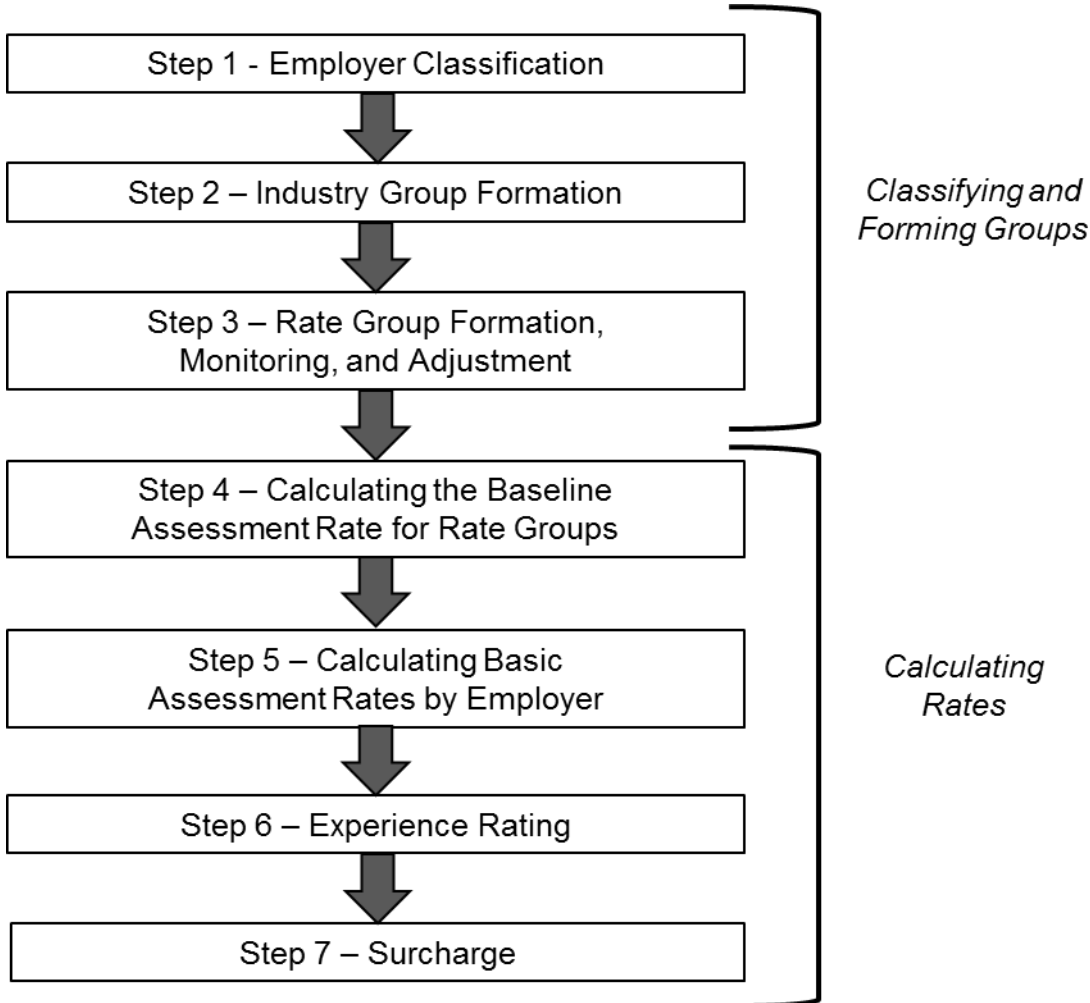 Step 1 - Employer Classification
Step 2 – Industry Group Formation
Step 3 – Rate Group Formation,
Monitoring, and Adjustment
Classifying and
Forming Groups
Step 4 – Calculating the Baseline
Assessment Rate for Rate Groups
Step 5 – Calculating Basic
Assessment Rates by Employer
Step 6 – Experience Rating
Step 7 – Surcharge
Calculating
Rates